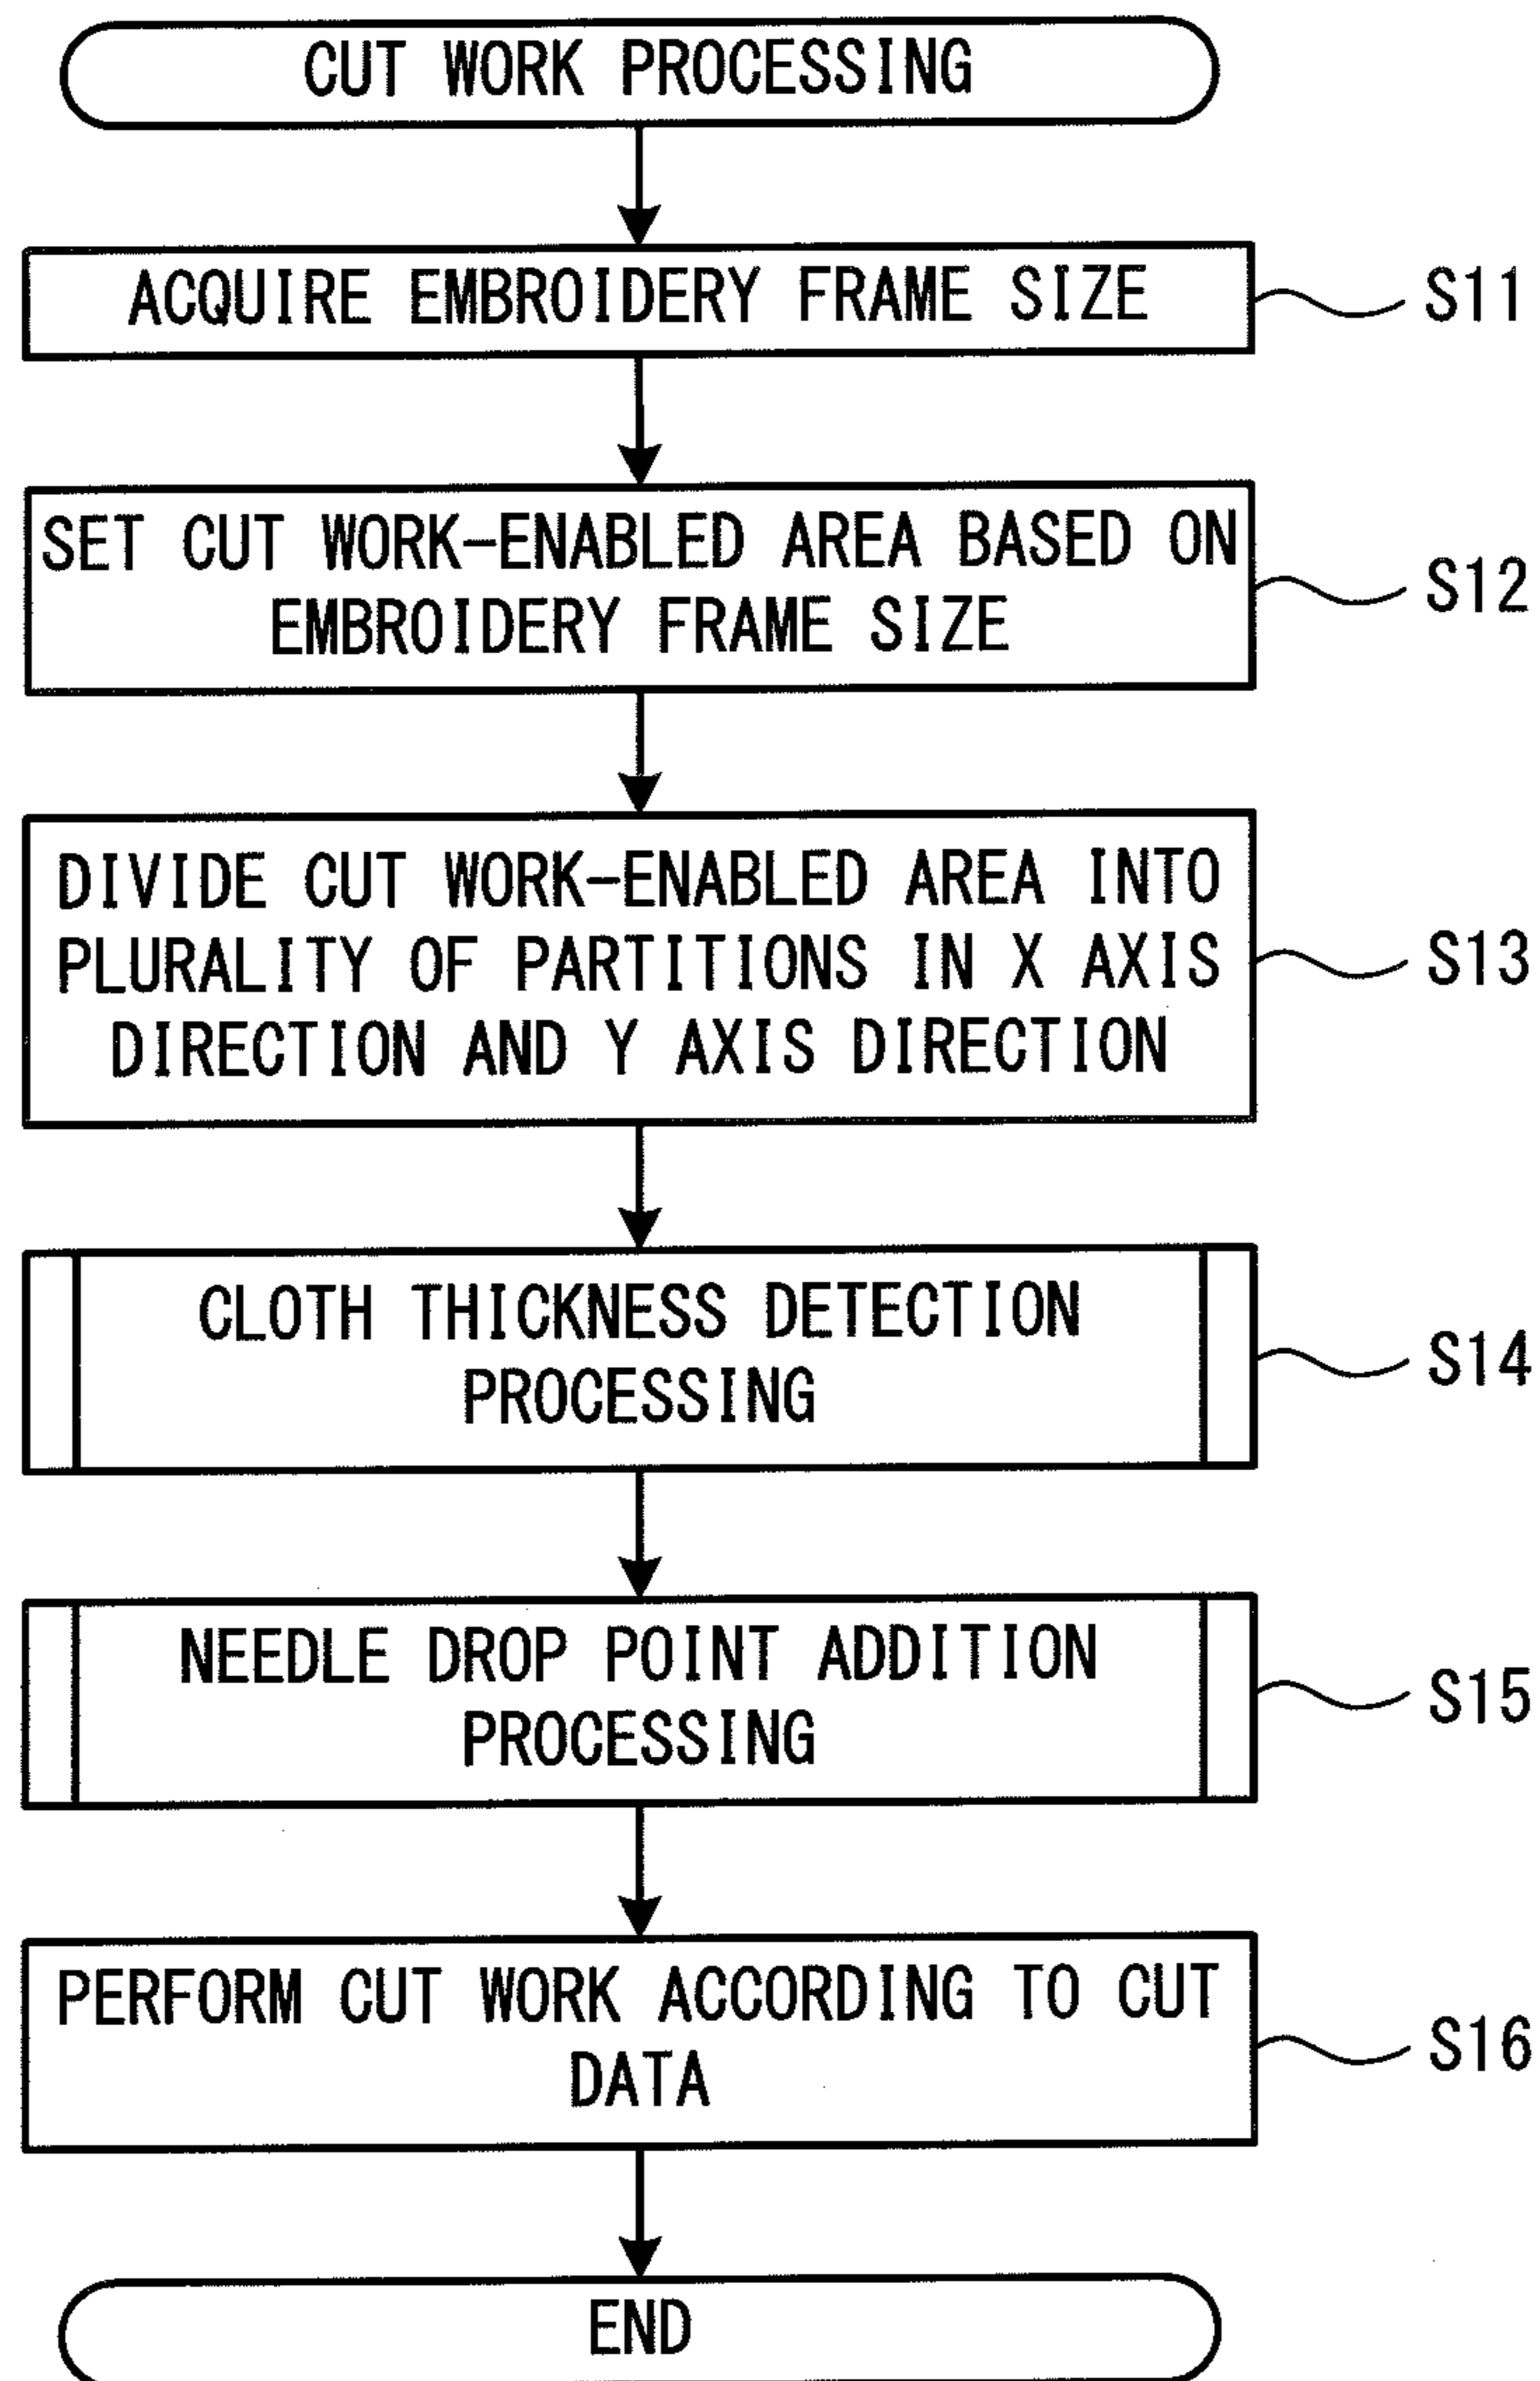 CUT WORK PROCESSING
ACQUIRE EMBROIDERY FRAME SIZE
S11
SET CUT WORK-ENABLED AREA BASED ON
EMBROIDERY FRAME SIZE
S12
DIVIDE CUT WORK-ENABLED AREA INTO
PLURALITY OF PARTITIONS IN X AXIS
DIRECTION AND Y AXIS DIRECTION
S13
CLOTH THICKNESS DETECTION
PROCESSING
S14
NEEDLE DROP POINT ADDITION
PROCESSING
S15
PERFORM CUT WORK ACCORDING TO CUT
DATA
S16
END